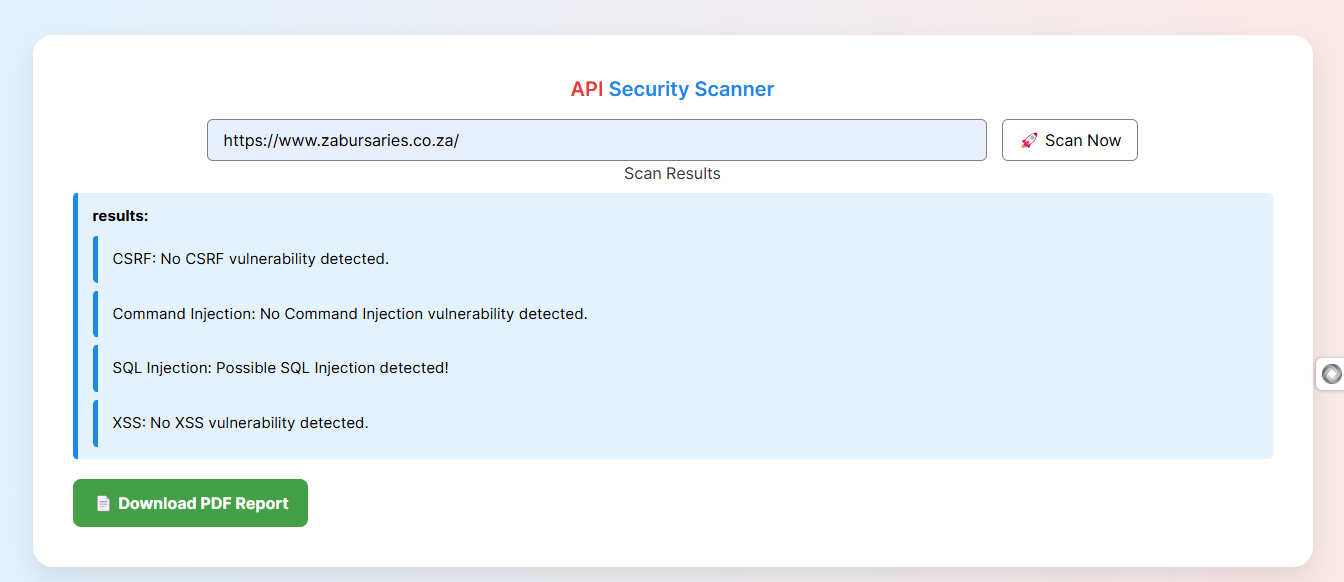 API Security Scanner
https://www.zabursaries.co.za/
🚀 Scan Now
Scan Results
results:
CSRF: No CSRF vulnerability detected.
Command Injection: No Command Injection vulnerability detected.
SQL Injection: Possible SQL Injection detected!
XSS: No XSS vulnerability detected.
📄 Download PDF Report